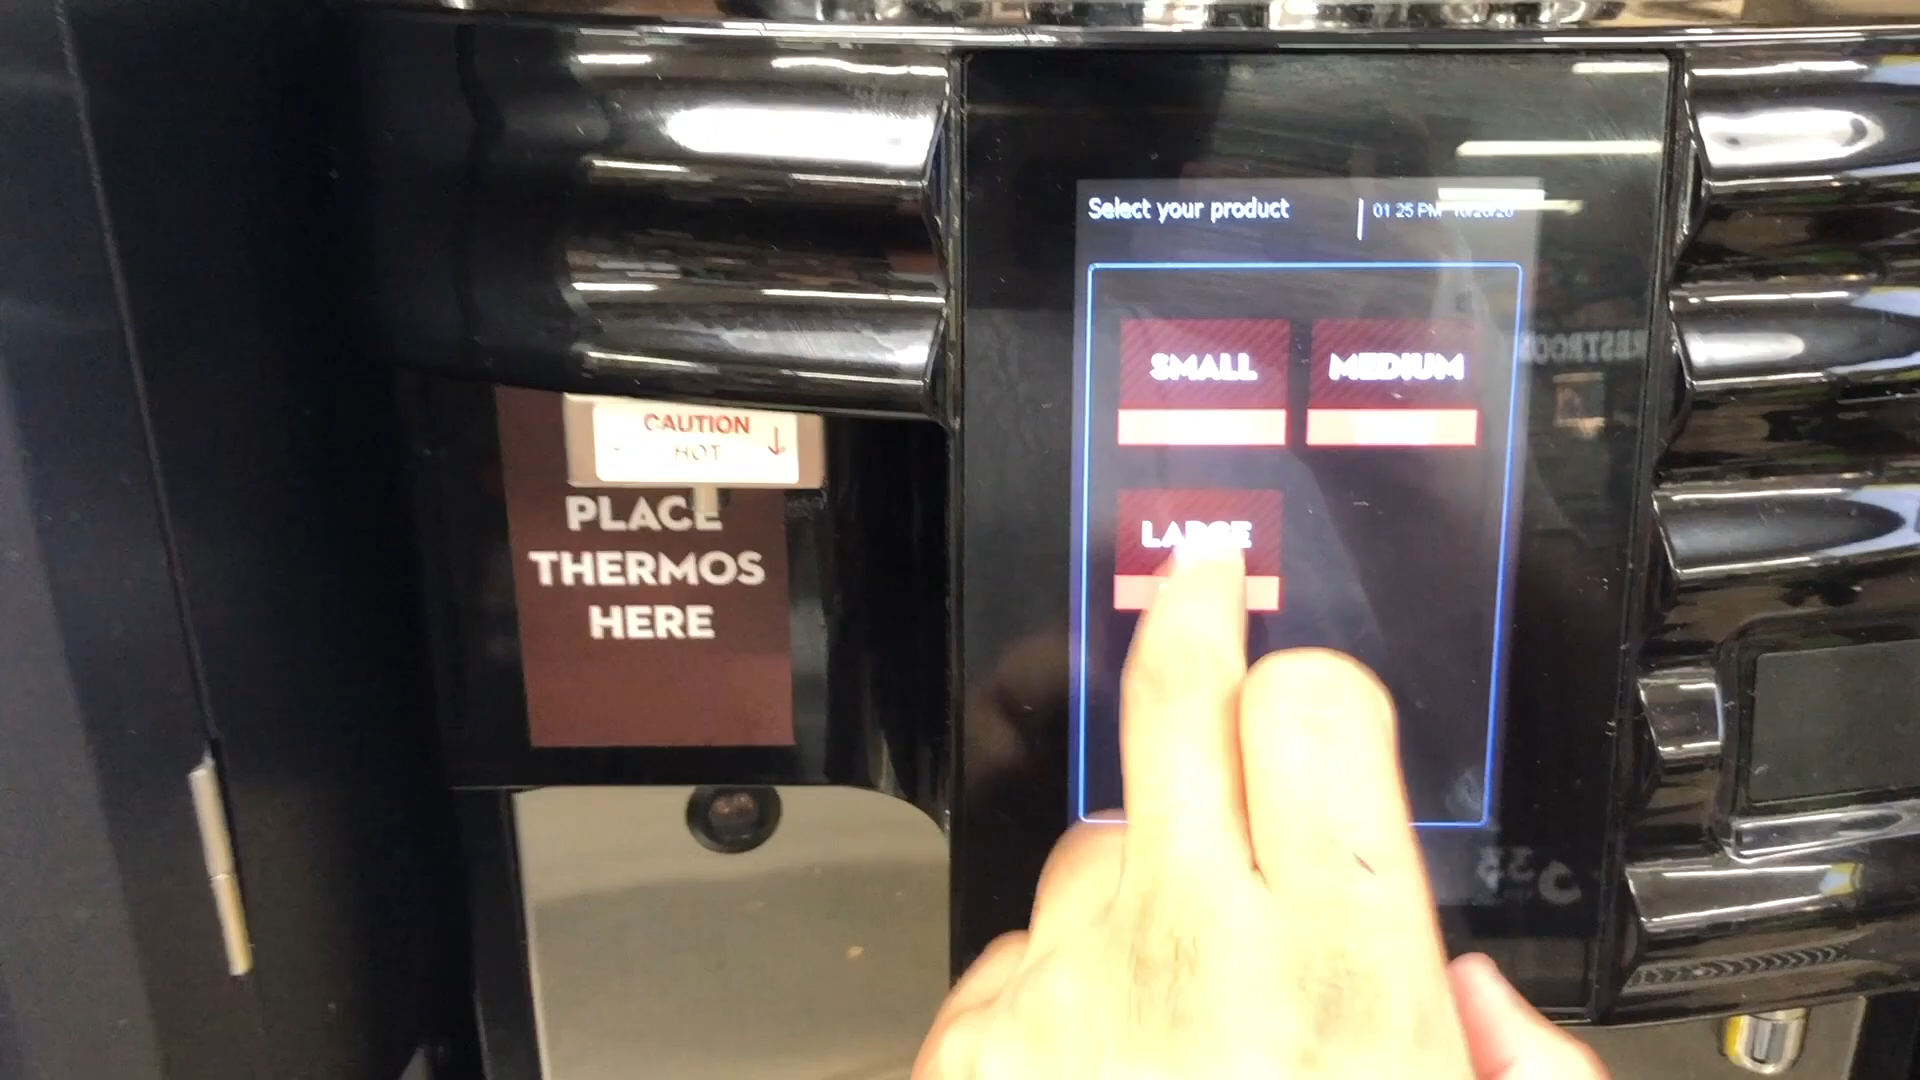 Select your product
01 25 PM
SMALL
MEDIUM
LARGE
CAUTION
HOT
PLACE
THERMOS
HERE